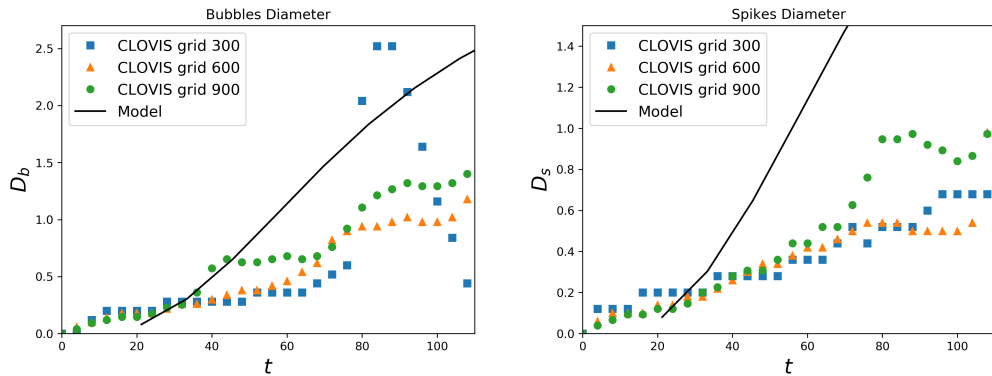 Bubbles Diameter
CLOVIS grid 300
CLOVIS grid 600
CLOVIS grid 900
Model
2.5
2.0
1.5
1.0
0.5
0.0
D_b
0 20 40 60 80 100
t
Spikes Diameter
CLOVIS grid 300
CLOVIS grid 600
CLOVIS grid 900
Model
1.4
1.2
1.0
0.8
0.6
0.4
0.2
0.0
D_s
0 20 40 60 80 100
t